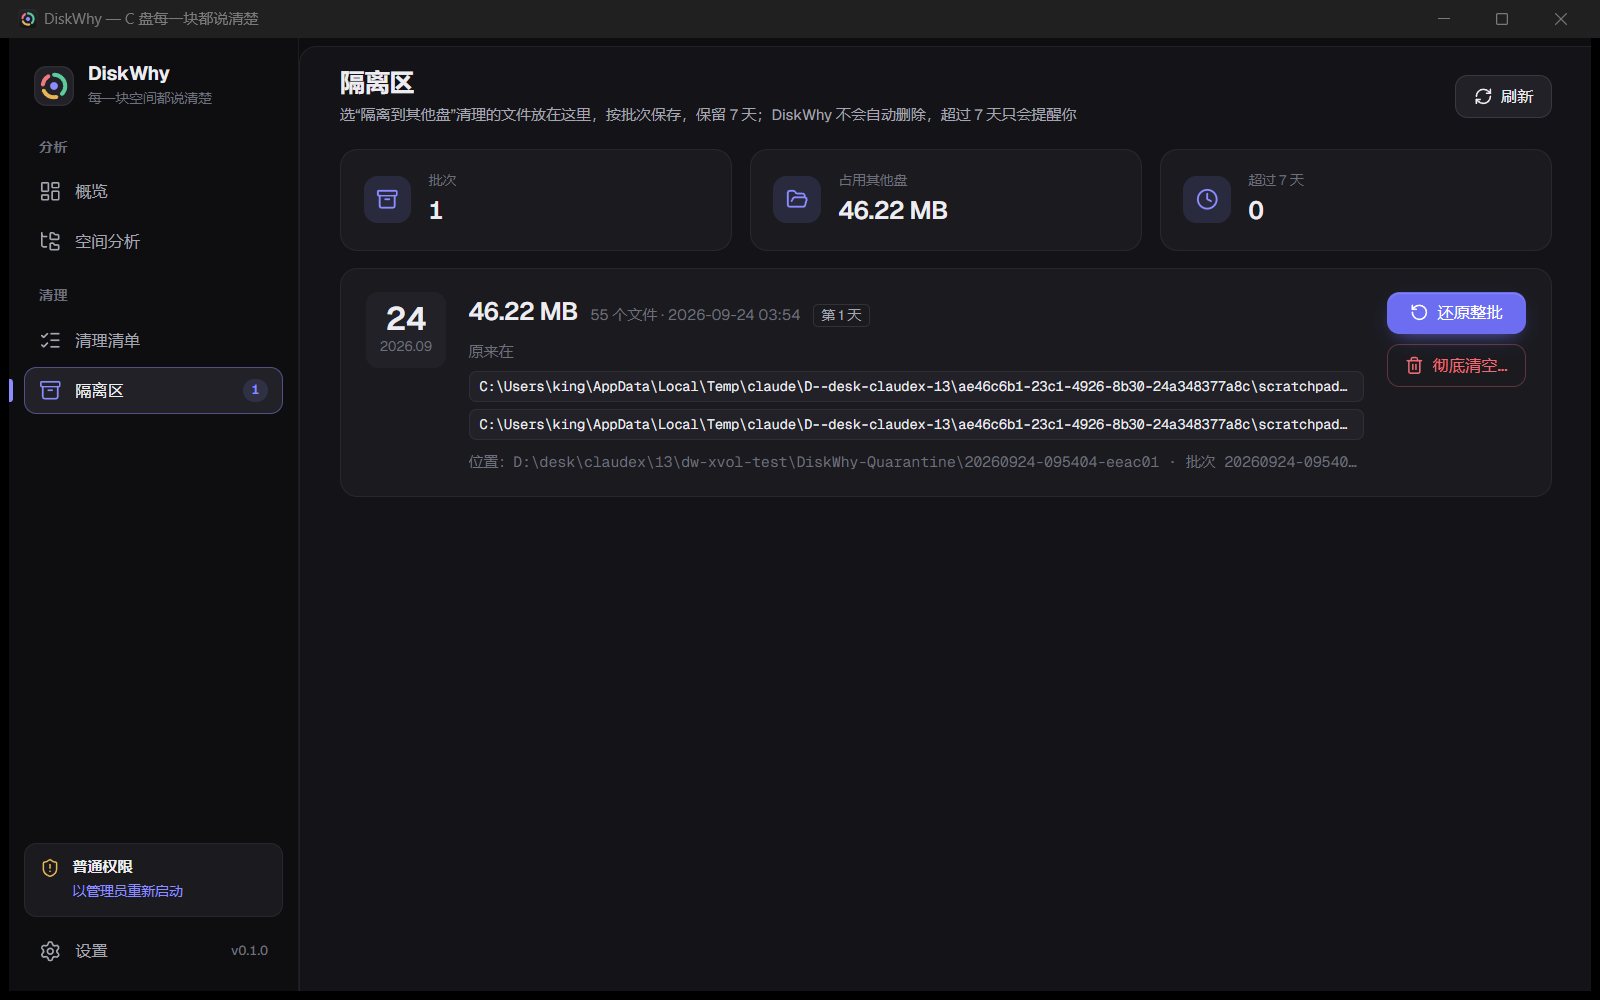 DiskWhy — C 盘每一块都说清楚
DiskWhy
每一块空间都说清楚
分析
概览
空间分析
清理
清理清单
隔离区
1
普通权限
以管理员重新启动
设置
v0.1.0
隔离区
选“隔离到其他盘”清理的文件放在这里，按批次保存，保留 7 天；DiskWhy 不会自动删除，超过 7 天只会提醒你
刷新
批次
1
占用其他盘
46.22 MB
超过 7 天
0
24
2026.09
46.22 MB 55 个文件 · 2026-09-24 03:54 第 1 天
原来在
C:\Users\king\AppData\Local\Temp\claude\D--desk-claudex-13\ae46c6b1-23c1-4926-8b30-24a348377a8c\scratchpad…
C:\Users\king\AppData\Local\Temp\claude\D--desk-claudex-13\ae46c6b1-23c1-4926-8b30-24a348377a8c\scratchpad…
位置：D:\desk\claudex\13\dw-xvol-test\DiskWhy-Quarantine\20260924-095404-eeac01 · 批次 20260924-09540…
还原整批
彻底清空…